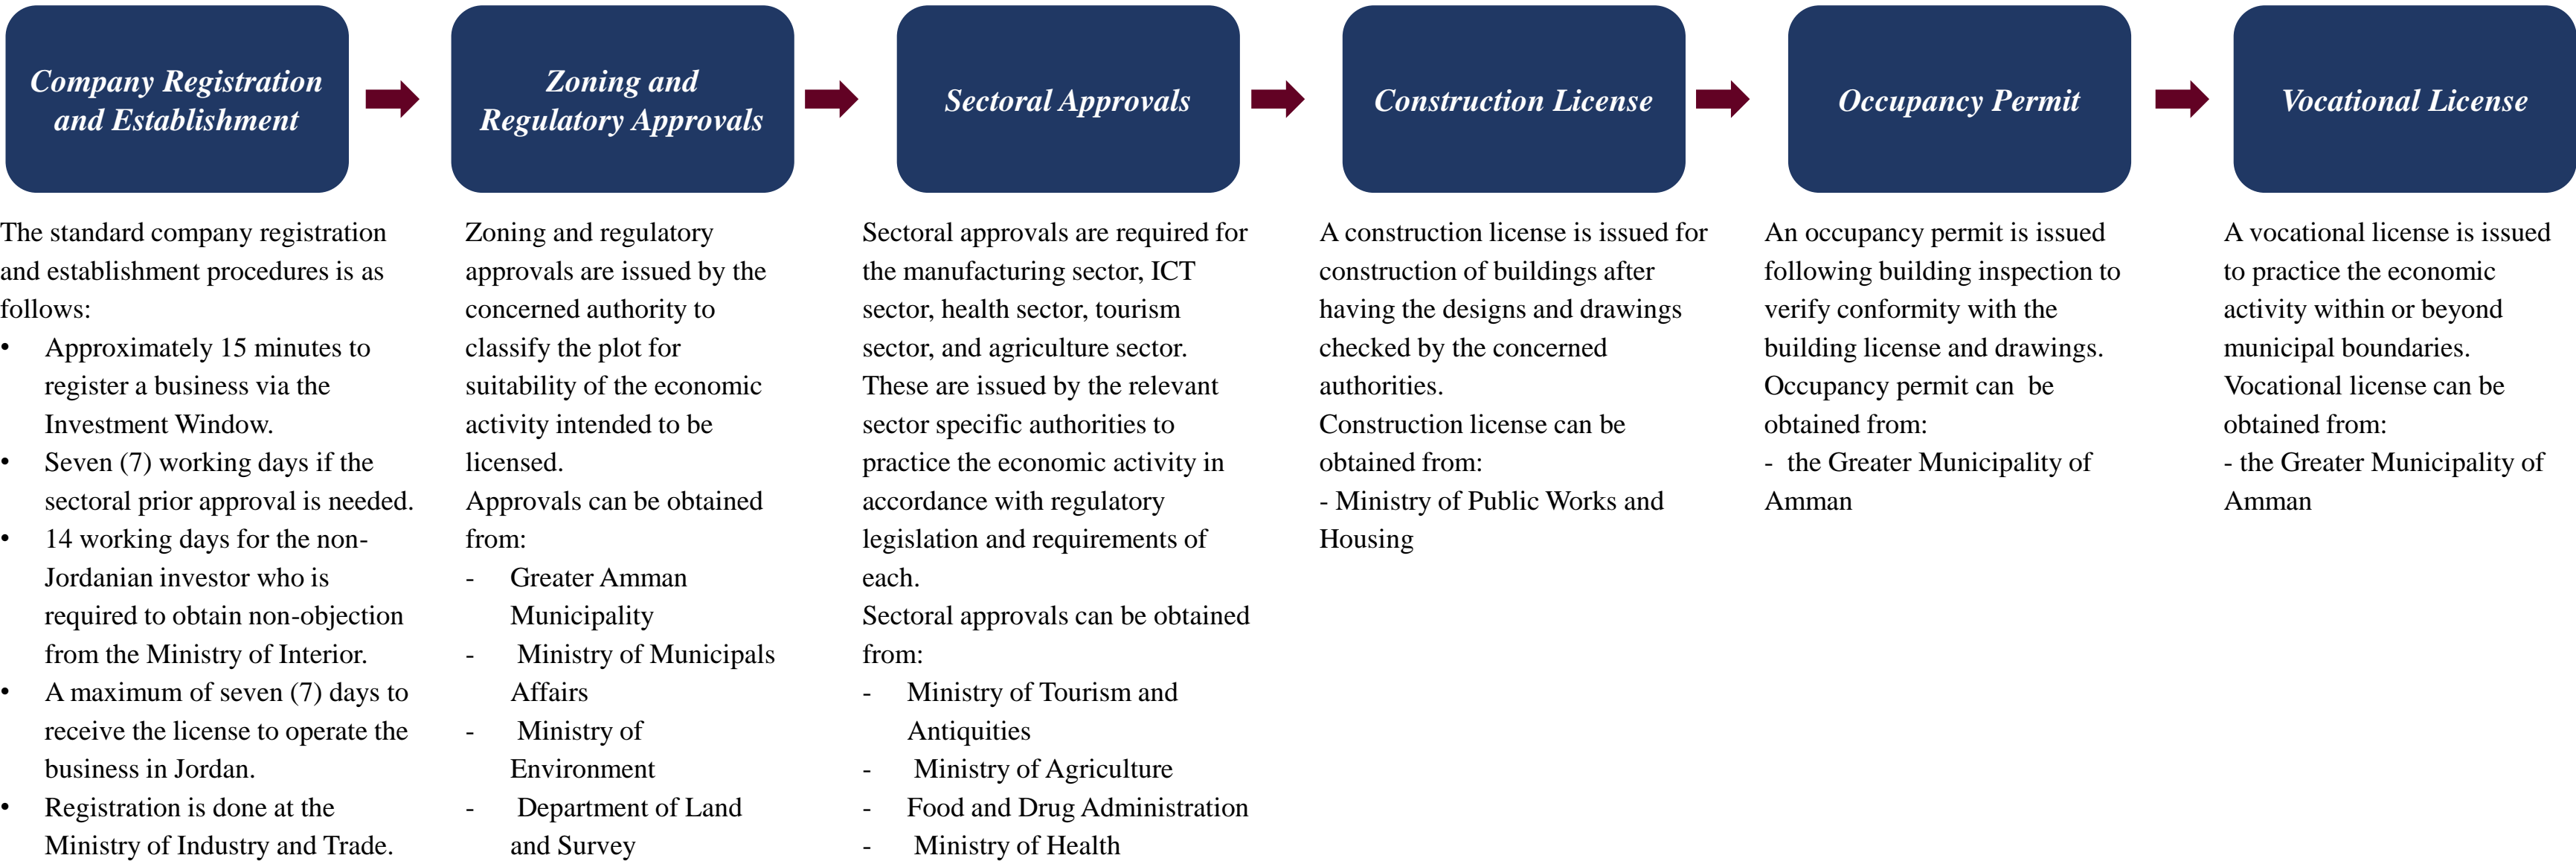 Company Registration
and Establishment
Zoning and
Regulatory Approvals
Sectoral Approvals
Construction License
Occupancy Permit
Vocational License
The standard company registration
and establishment procedures is as
follows:
• Approximately 15 minutes to
register a business via the
Investment Window.
• Seven (7) working days if the
sectoral prior approval is needed.
• 14 working days for the non-
Jordanian investor who is
required to obtain non-objection
from the Ministry of Interior.
• A maximum of seven (7) days to
receive the license to operate the
business in Jordan.
• Registration is done at the
Ministry of Industry and Trade.
Zoning and regulatory
approvals are issued by the
concerned authority to
classify the plot for
suitability of the economic
activity intended to be
licensed.
Approvals can be obtained
from:
- Greater Amman
Municipality
- Ministry of Municipals
Affairs
- Ministry of
Environment
- Department of Land
and Survey
Sectoral approvals are required for
the manufacturing sector, ICT
sector, health sector, tourism
sector, and agriculture sector.
These are issued by the relevant
sector specific authorities to
practice the economic activity in
accordance with regulatory
legislation and requirements of
each.
Sectoral approvals can be obtained
from:
- Ministry of Tourism and
Antiquities
- Ministry of Agriculture
- Food and Drug Administration
- Ministry of Health
A construction license is issued for
construction of buildings after
having the designs and drawings
checked by the concerned
authorities.
Construction license can be
obtained from:
- Ministry of Public Works and
Housing
An occupancy permit is issued
following building inspection to
verify conformity with the
building license and drawings.
Occupancy permit can be
obtained from:
- the Greater Municipality of
Amman
A vocational license is issued
to practice the economic
activity within or beyond
municipal boundaries.
Vocational license can be
obtained from:
- the Greater Municipality of
Amman